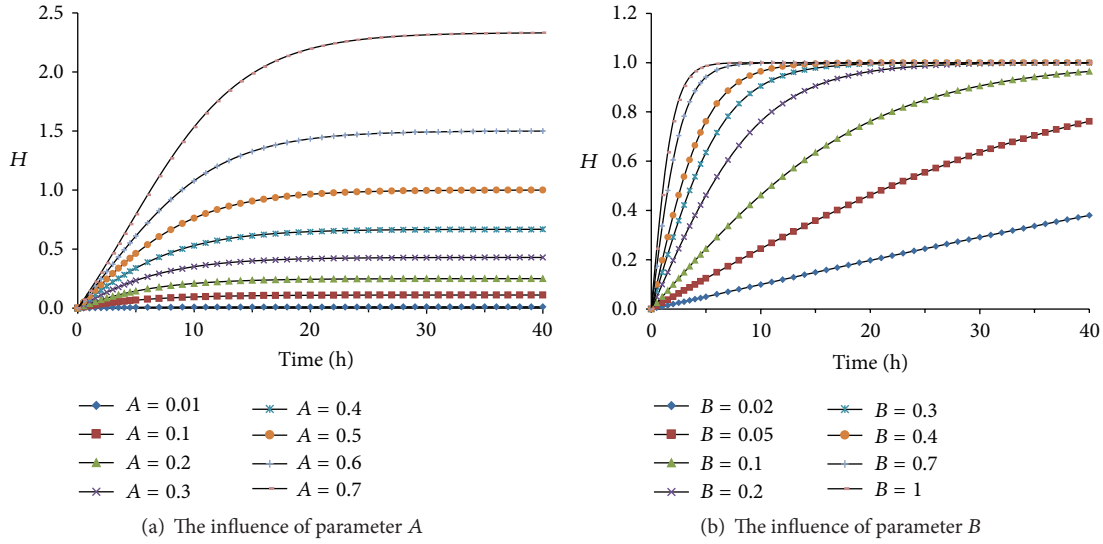 2.5
2.0
1.5
1.0
0.5
0.0
H
0
10
20
30
40
Time (h)
A = 0.01
A = 0.1
A = 0.2
A = 0.3
A = 0.4
A = 0.5
A = 0.6
A = 0.7
(a) The influence of parameter A
1.2
1.0
0.8
0.6
0.4
0.2
0.0
H
0
10
20
30
40
Time (h)
B = 0.02
B = 0.05
B = 0.1
B = 0.2
B = 0.3
B = 0.4
B = 0.7
B = 1
(b) The influence of parameter B